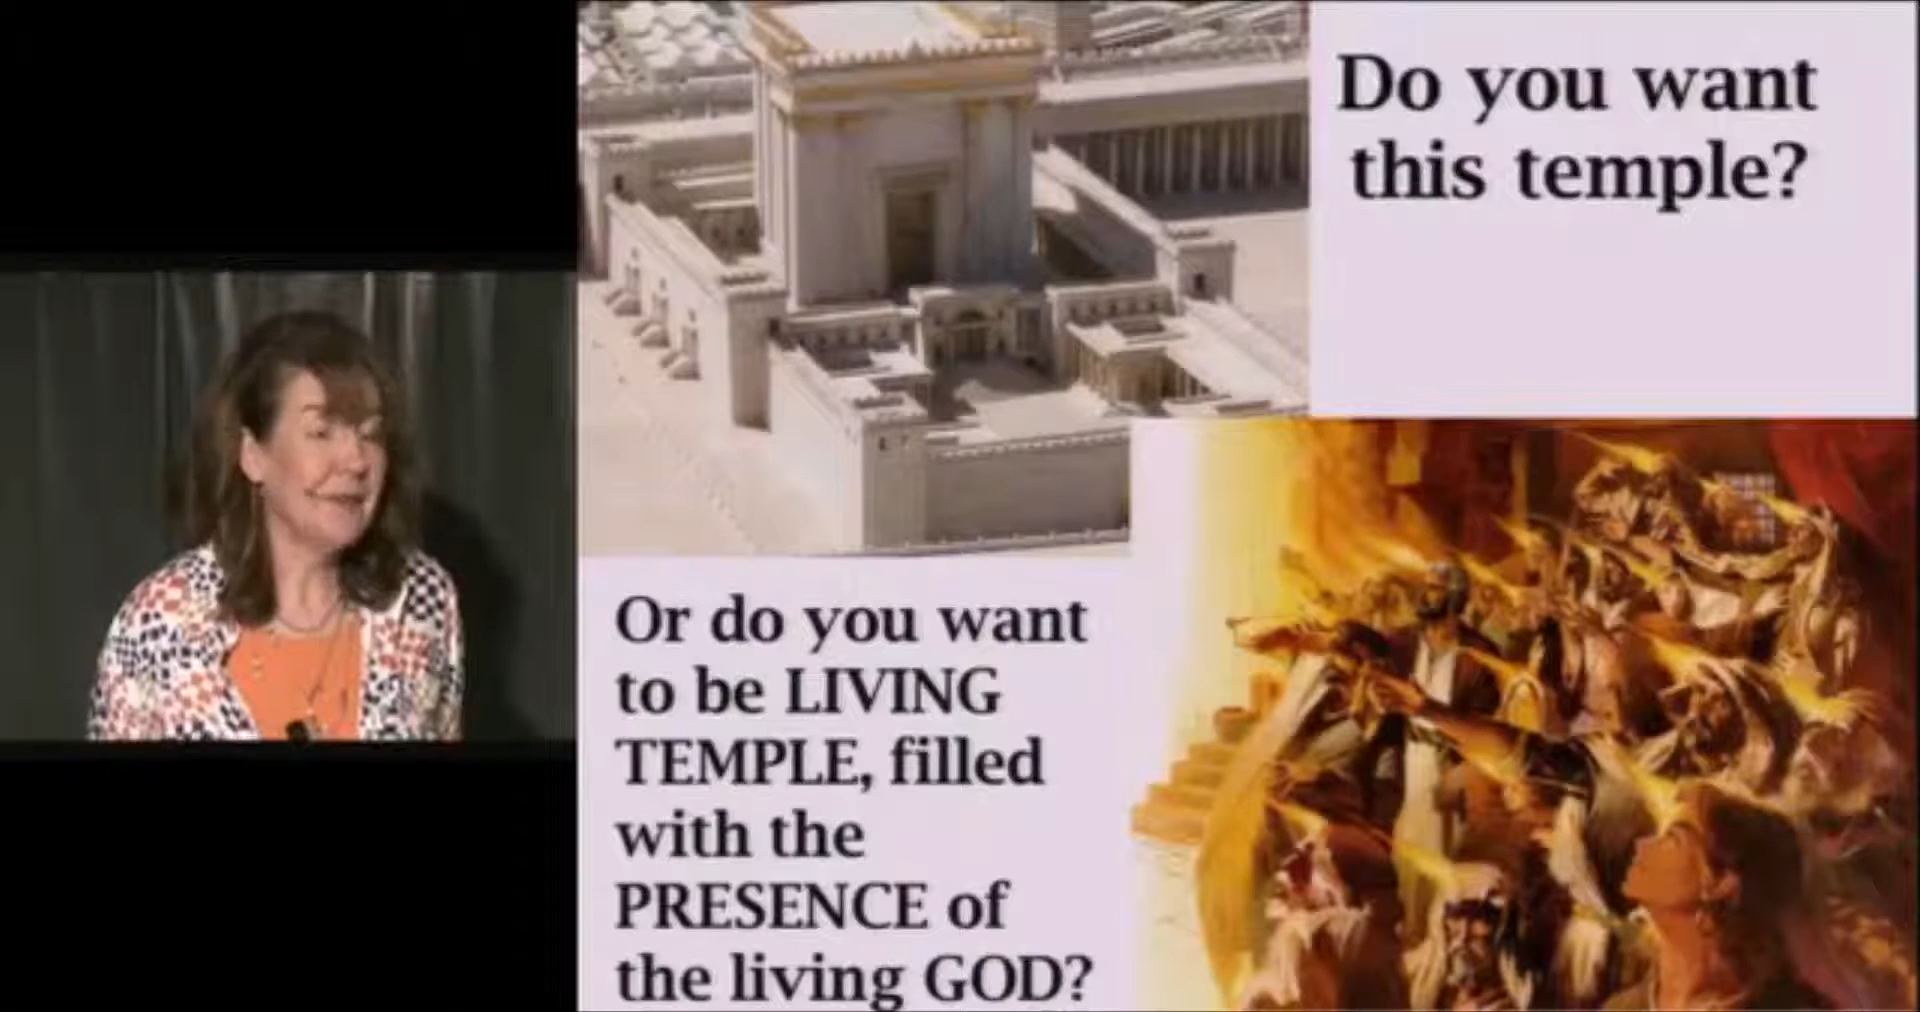 Do you want
this temple?
Or do you want
to be LIVING
TEMPLE, filled
with the
PRESENCE of
the living GOD?